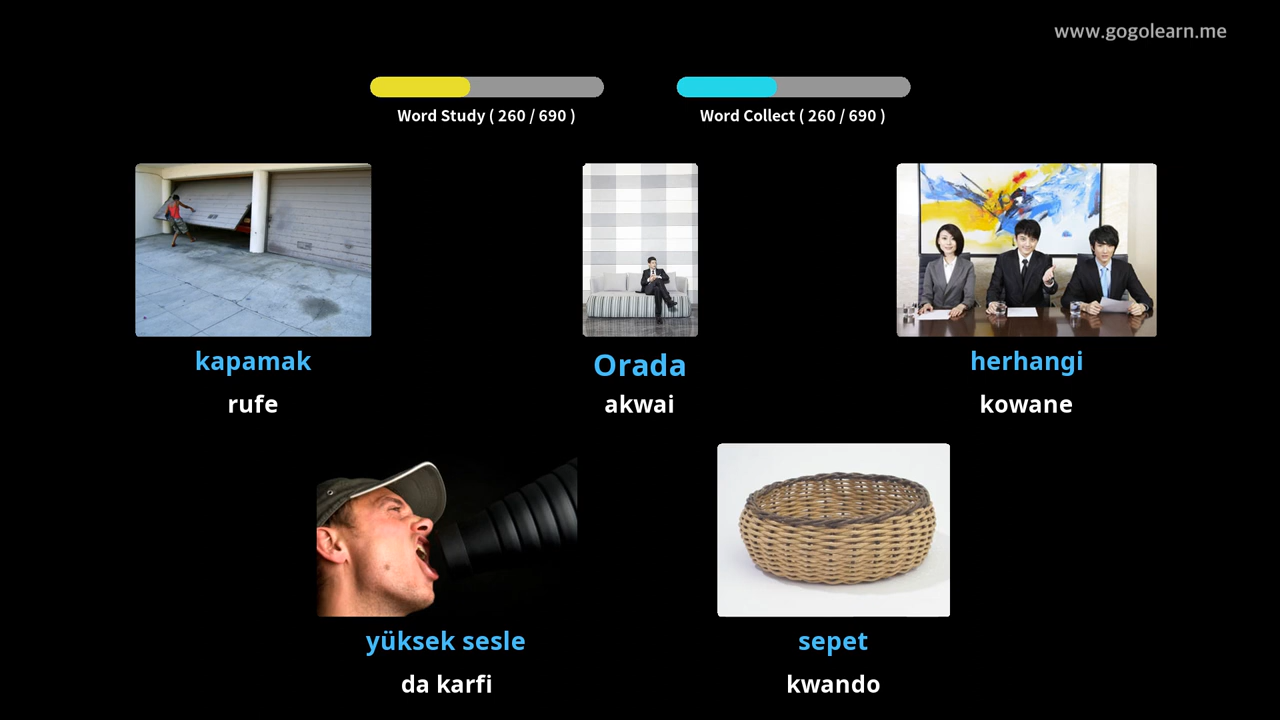 www.gogolearn.me
Word Study ( 260 / 690 )
Word Collect ( 260 / 690 )
kapamak
rufe
Orada
akwai
herhangi
kowane
yüksek sesle
da karfi
sepet
kwando